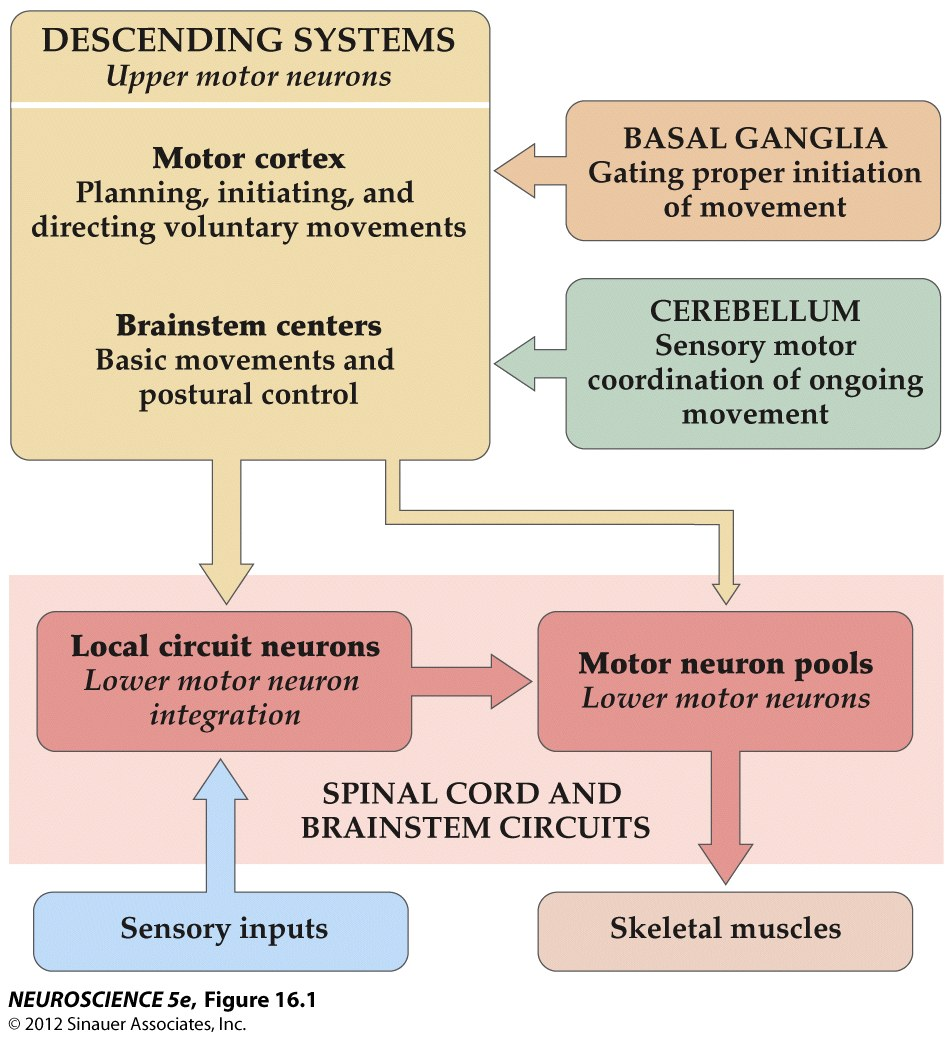 DESCENDING SYSTEMS
Upper motor neurons
Motor cortex
Planning, initiating, and
directing voluntary movements
Brainstem centers
Basic movements and
postural control
BASAL GANGLIA
Gating proper initiation
of movement
CEREBELLUM
Sensory motor
coordination of ongoing
movement
Local circuit neurons
Lower motor neuron
integration
Motor neuron pools
Lower motor neurons
SPINAL CORD AND
BRAINSTEM CIRCUITS
Sensory inputs
Skeletal muscles
NEUROSCIENCE 5e, Figure 16.1
© 2012 Sinauer Associates, Inc.